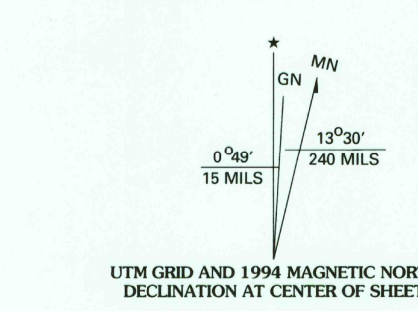 ★
MN
GN
13°30'
240 MILS
0°49'
15 MILS
UTM GRID AND 1994 MAGNETIC NOR
DECLINATION AT CENTER OF SHEET